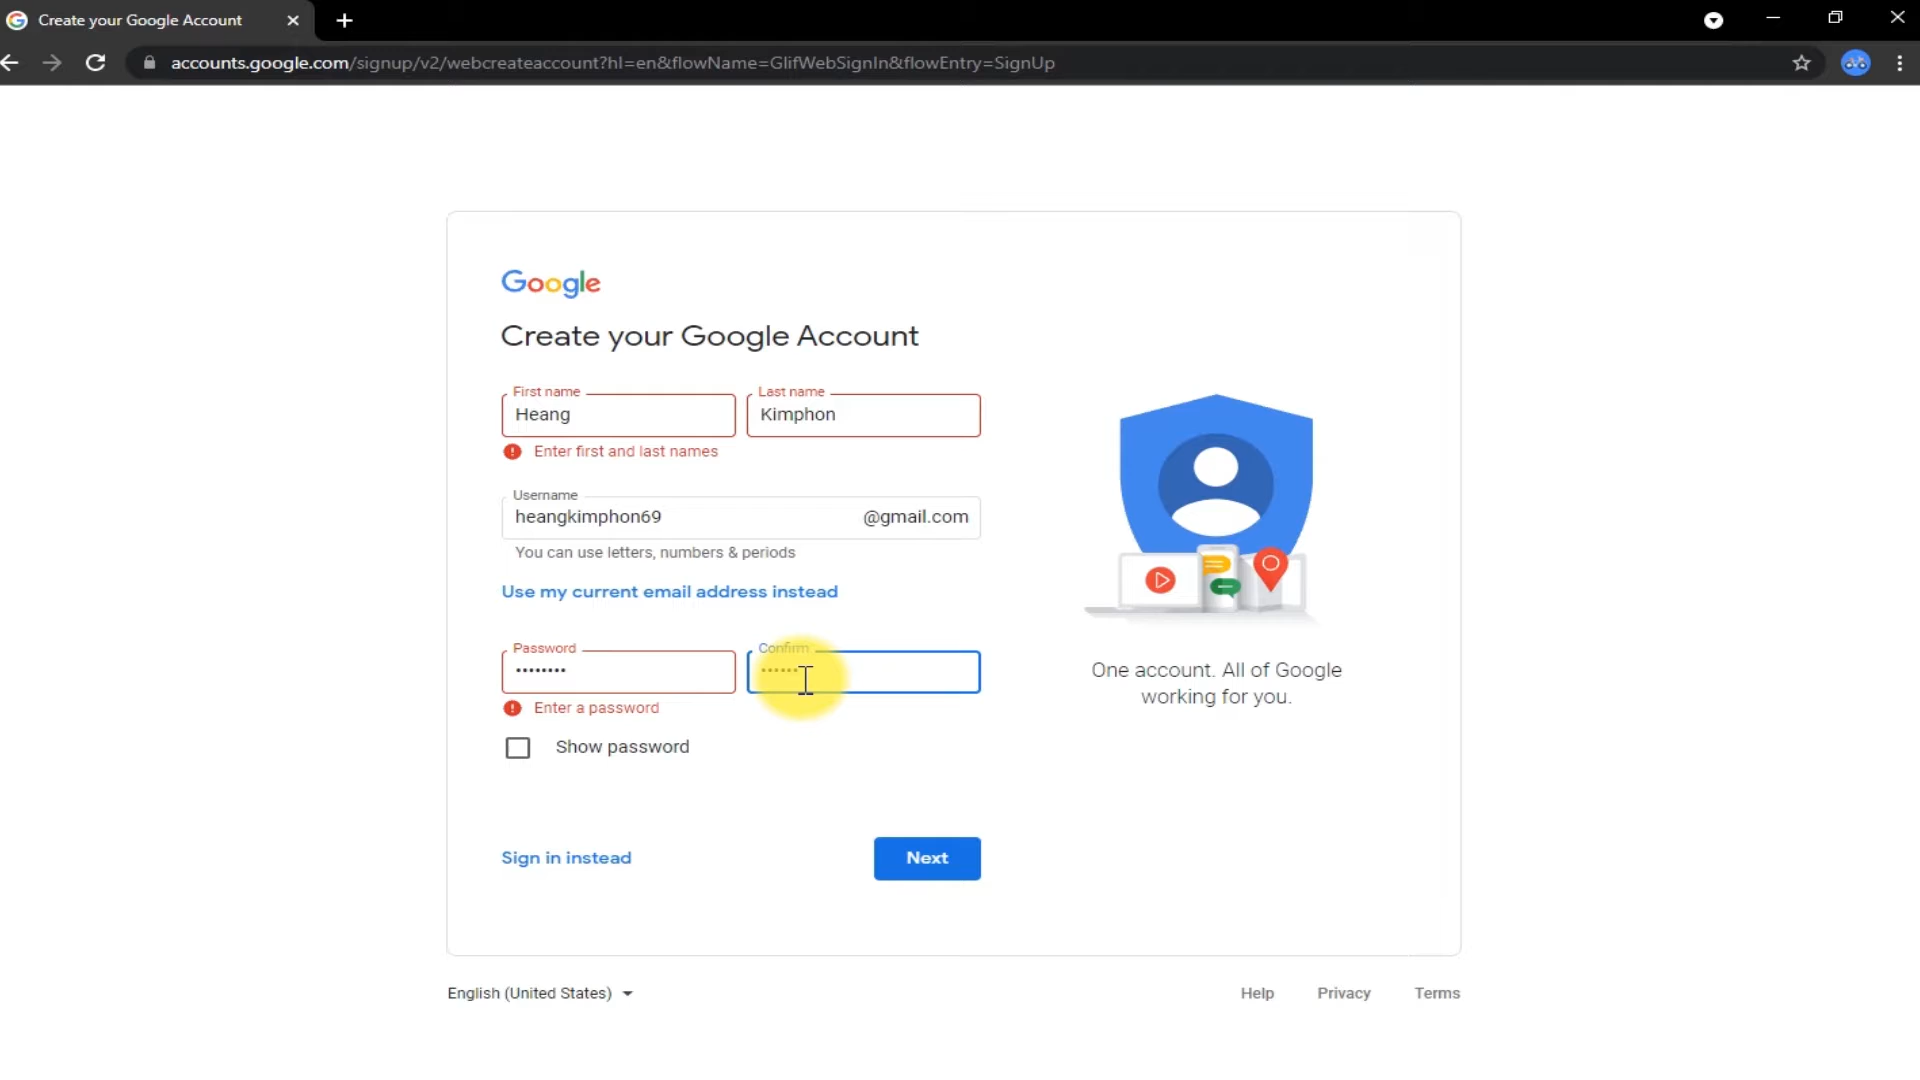 Create your Google Account
accounts.google.com/signup/v2/webcreateaccount?hl=en&flowName=GlifWebSignIn&flowEntry=SignUp
Google
Create your Google Account
First name
Last name
Heang
Kimphon
Enter first and last names
Username
heangkimphon69
@gmail.com
You can use letters, numbers & periods
Use my current email address instead
Password
Confirm
••••••••
Enter a password
Show password
Sign in instead
Next
One account. All of Google
working for you.
English (United States)
Help
Privacy
Terms